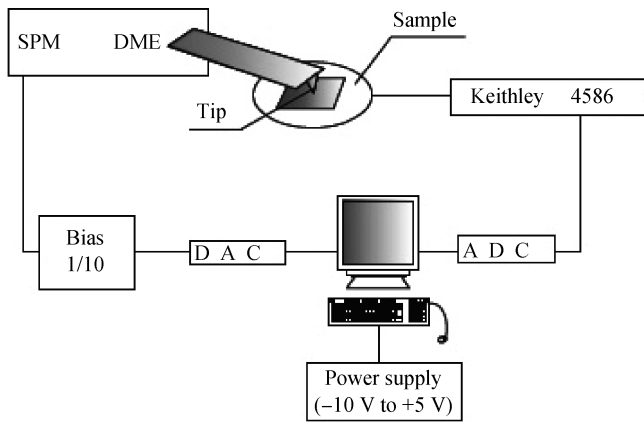 SPM DME
Sample
Tip
Keithley 4586
Bias
1/10
D A C
A D C
Power supply
(−10 V to +5 V)